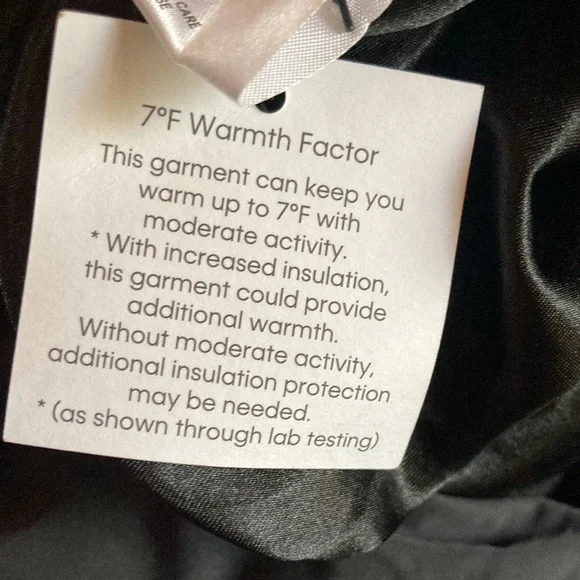 CARE
7°F Warmth Factor
This garment can keep you
warm up to 7°F with
moderate activity.
* With increased insulation,
this garment could provide
additional warmth.
Without moderate activity,
additional insulation protection
may be needed.
* (as shown through lab testing)